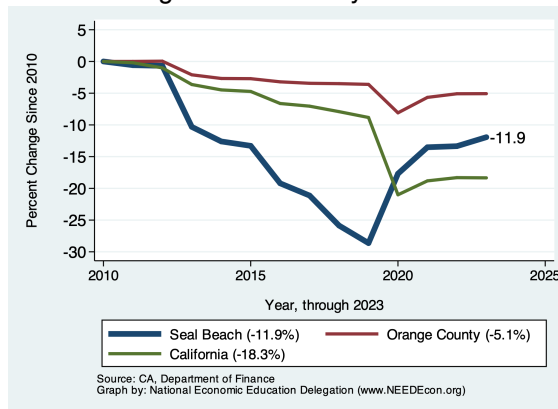 5
0
-5
-10
-15
-20
-25
-30
Percent Change Since 2010
-11.9
2010 2015 2020 2025
Year, through 2023
Seal Beach (-11.9%) Orange County (-5.1%)
California (-18.3%)
Source: CA, Department of Finance
Graph by: National Economic Education Delegation (www.NEEDEcon.org)